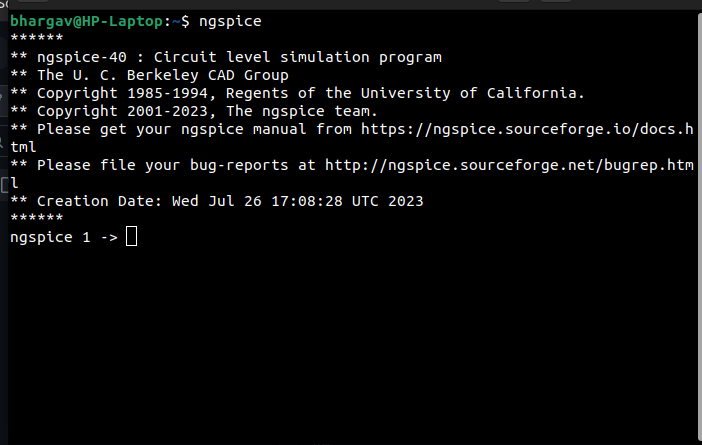 bhargav@HP-Laptop:~$ ngspice
******
** ngspice-40 : Circuit level simulation program
** The U. C. Berkeley CAD Group
** Copyright 1985-1994, Regents of the University of California.
** Copyright 2001-2023, The ngspice team.
** Please get your ngspice manual from https://ngspice.sourceforge.io/docs.h
tml
** Please file your bug-reports at http://ngspice.sourceforge.net/bugrep.htm
l
** Creation Date: Wed Jul 26 17:08:28 UTC 2023
******
ngspice 1 ->